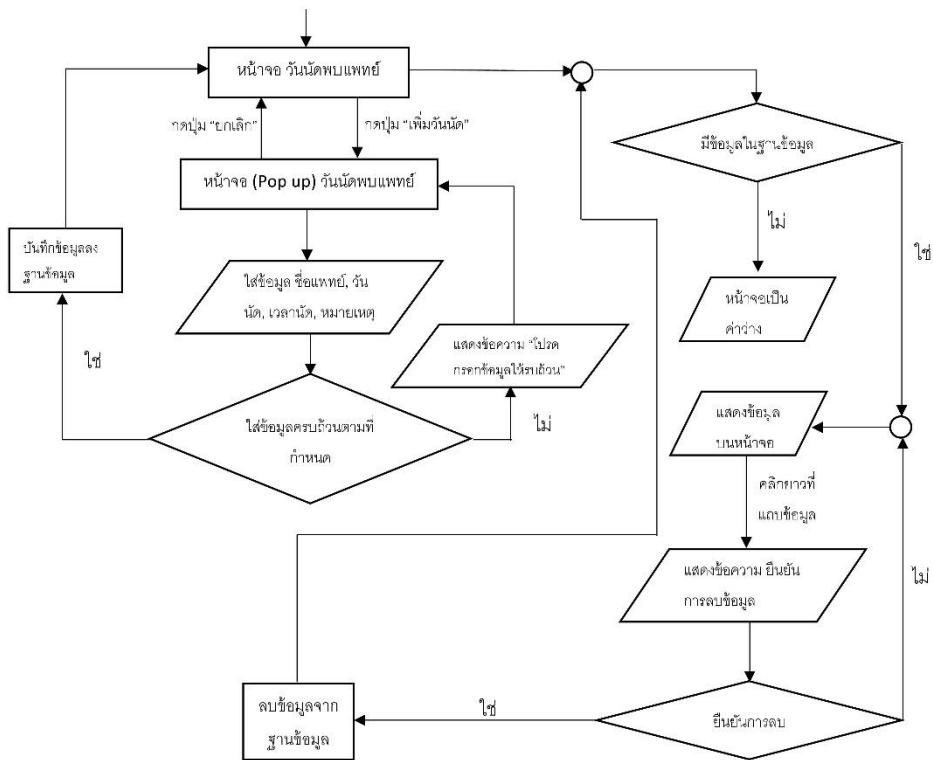 หน้าจอ วันนัดพบแพทย์
กดปุ่ม “ยกเลิก”
กดปุ่ม “เพิ่มวันนัด”
มีข้อมูลในฐานข้อมูล
หน้าจอ (Pop up) วันนัดพบแพทย์
ไม่
ใช่
บันทึกข้อมูลลง
ฐานข้อมูล
ใส่ข้อมูล ชื่อแพทย์, วัน
นัด, เวลานัด, หมายเหตุ
หน้าจอเป็น
ค่าว่าง
แสดงข้อความ “โปรด
กรอกข้อมูลให้รบถ้วน”
ใช่
ใส่ข้อมูลครบถ้วนตามที่
กำหนด
ไม่
แสดงข้อมูล
บนหน้าจอ
คลิกยาวที่
แถบข้อมูล
แสดงข้อความ ยืนยัน
การลบข้อมูล
ไม่
ลบข้อมูลจาก
ฐานข้อมูล
ใช่
ยืนยันการลบ